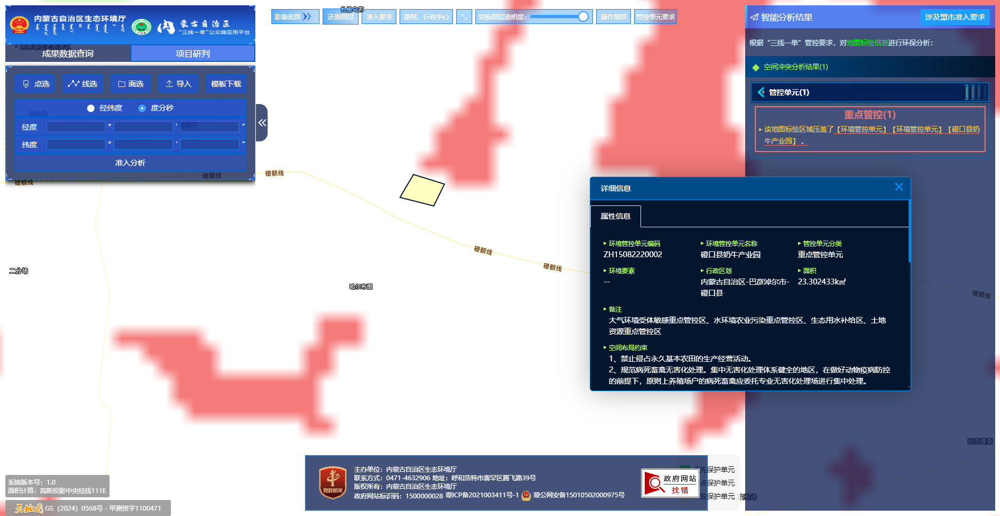 内蒙古自治区生态环境厅
蒙古自治区
“三线一单”公众端应用平台
成果数据查询
项目研判
点选
线选
面选
导入
模板下载
经纬度
度分秒
经度 ° ′ ″
纬度 ° ′ ″
准入分析
影像底图
还原图层
准入要求
路网、行政中心
切换图层透明度：
操作视频
管控单元要求
智能分析结果
涉及盟市准入要求
根据“三线一单”管控要求，对地图标绘信息进行环保分析：
空间冲突分析结果(1)
管控单元(1)
重点管控(1)
该地图标绘区域压盖了【环境管控单元】【环境管控单元】【磴口县奶
牛产业园】 。
详细信息
属性信息
环境管控单元编码
ZH15082220002
环境管控单元名称
磴口县奶牛产业园
管控单元分类
重点管控单元
环境要素
--
行政区划
内蒙古自治区-巴彦淖尔市-
磴口县
面积
23.302433k㎡
备注
大气环境受体敏感重点管控区、水环境农业污染重点管控区、生态用水补给区、土地
资源重点管控区
空间布局约束
1、禁止侵占永久基本农田的生产经营活动。
2、规范病死畜禽无害化处理。集中无害化处理体系健全的地区，在做好动物疫病防控
的前提下，原则上养殖场户的病死畜禽应委托专业无害化处理场进行集中处理。
磴额线
磴额线
磴额线
磴额线
磴额线
磴额线
二分场
哈尔布图
系统版本号：1.0
面积计算：高斯投影中央经线111E
天地图
GS（2024）0568号 - 甲测资字1100471
党政机关
主办单位：内蒙古自治区生态环境厅
联系方式：0471-4632906 地址：呼和浩特市赛罕区腾飞路39号
版权所有：内蒙古自治区生态环境厅
政府网站标识码：1500000028 蒙ICP备2021003411号-1 蒙公网安备15010502000975号
政府网站
找错
先保护单元
点保护单元
般保护单元